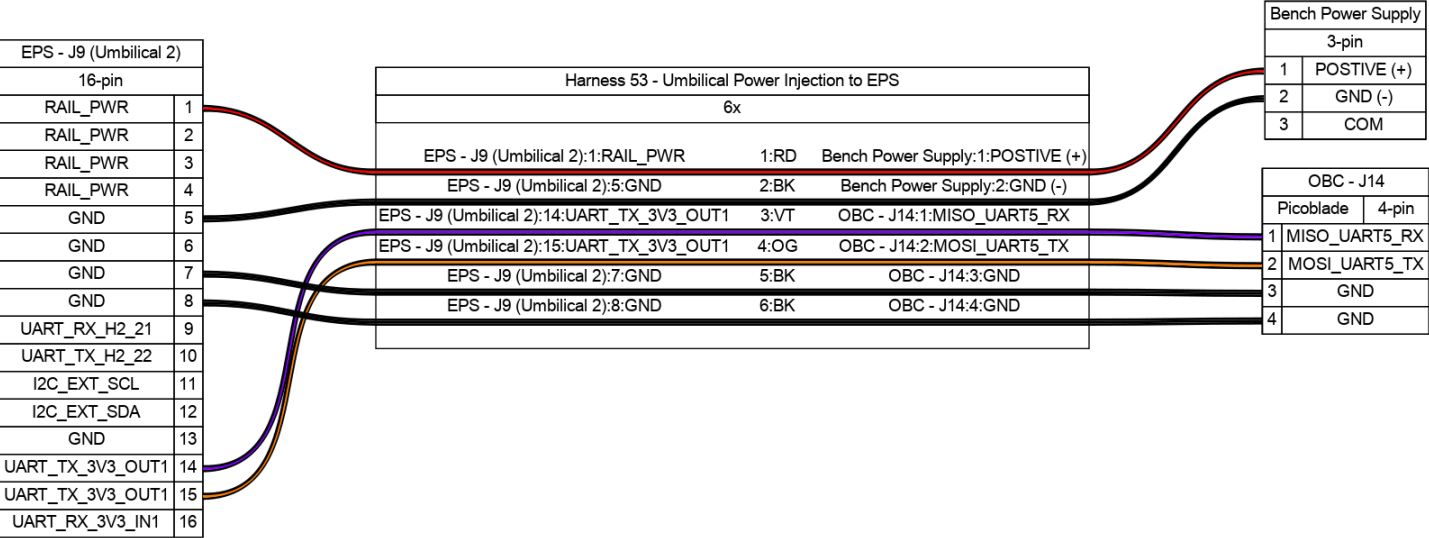 EPS - J9 (Umbilical 2)
16-pin
RAIL_PWR 1
RAIL_PWR 2
RAIL_PWR 3
RAIL_PWR 4
GND 5
GND 6
GND 7
GND 8
UART_RX_H2_21 9
UART_TX_H2_22 10
I2C_EXT_SCL 11
I2C_EXT_SDA 12
GND 13
UART_TX_3V3_OUT1 14
UART_TX_3V3_OUT1 15
UART_RX_3V3_IN1 16
Harness 53 - Umbilical Power Injection to EPS
6x
EPS - J9 (Umbilical 2):1:RAIL_PWR 1:RD Bench Power Supply:1:POSTIVE (+)
EPS - J9 (Umbilical 2):5:GND 2:BK Bench Power Supply:2:GND (-)
EPS - J9 (Umbilical 2):14:UART_TX_3V3_OUT1 3:VT OBC - J14:1:MISO_UART5_RX
EPS - J9 (Umbilical 2):15:UART_TX_3V3_OUT1 4:OG OBC - J14:2:MOSI_UART5_TX
EPS - J9 (Umbilical 2):7:GND 5:BK OBC - J14:3:GND
EPS - J9 (Umbilical 2):8:GND 6:BK OBC - J14:4:GND
Bench Power Supply
3-pin
1 POSTIVE (+)
2 GND (-)
3 COM
OBC - J14
Picoblade 4-pin
1 MISO_UART5_RX
2 MOSI_UART5_TX
3 GND
4 GND